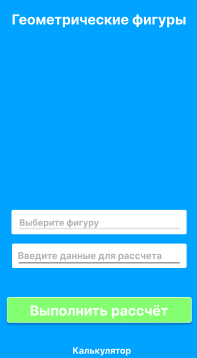 Геометрические фигуры
Выберите фигуру
Введите данные для рассчета
Выполнить рассчёт
Калькулятор